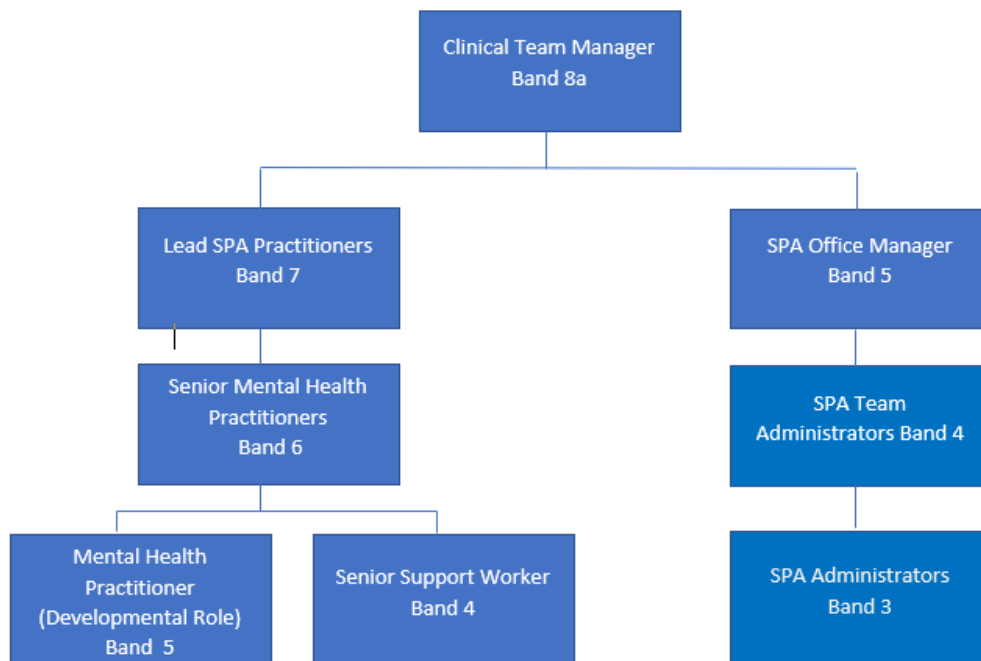 Clinical Team Manager
Band 8a
Lead SPA Practitioners
Band 7
SPA Office Manager
Band 5
Senior Mental Health
Practitioners
Band 6
SPA Team
Administrators Band 4
Mental Health
Practitioner
(Developmental Role)
Band  5
Senior Support Worker
Band 4
SPA Administrators
Band 3